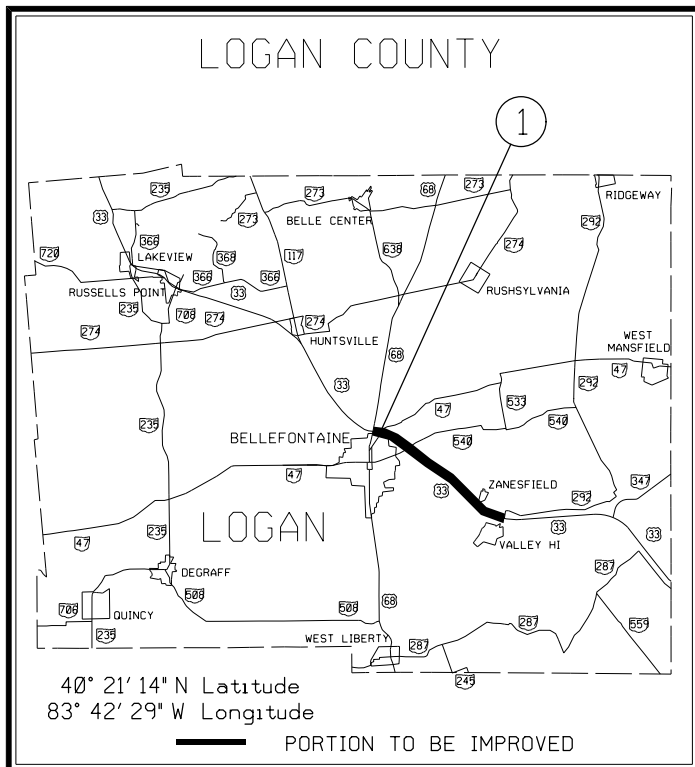 LOGAN COUNTY
1
235
273
68
273
RIDGEWAY
33
273
BELLE CENTER
292
720
366
368
117
638
274
LAKEVIEW
366
366
RUSSELLS POINT
33
RUSHSYLVANIA
235
708
274
274
274
HUNTSVILLE
WEST
MANSFIELD
68
33
292
47
533
47
235
BELLEFONTAINE
540
540
47
33
ZANESFIELD
347
292
LOGAN
33
33
47
235
VALLEY HI
DEGRAFF
287
706
QUINCY
508
508
68
235
WEST LIBERTY
287
287
559
245
40° 21' 14" N Latitude
83° 42' 29" W Longitude
PORTION TO BE IMPROVED